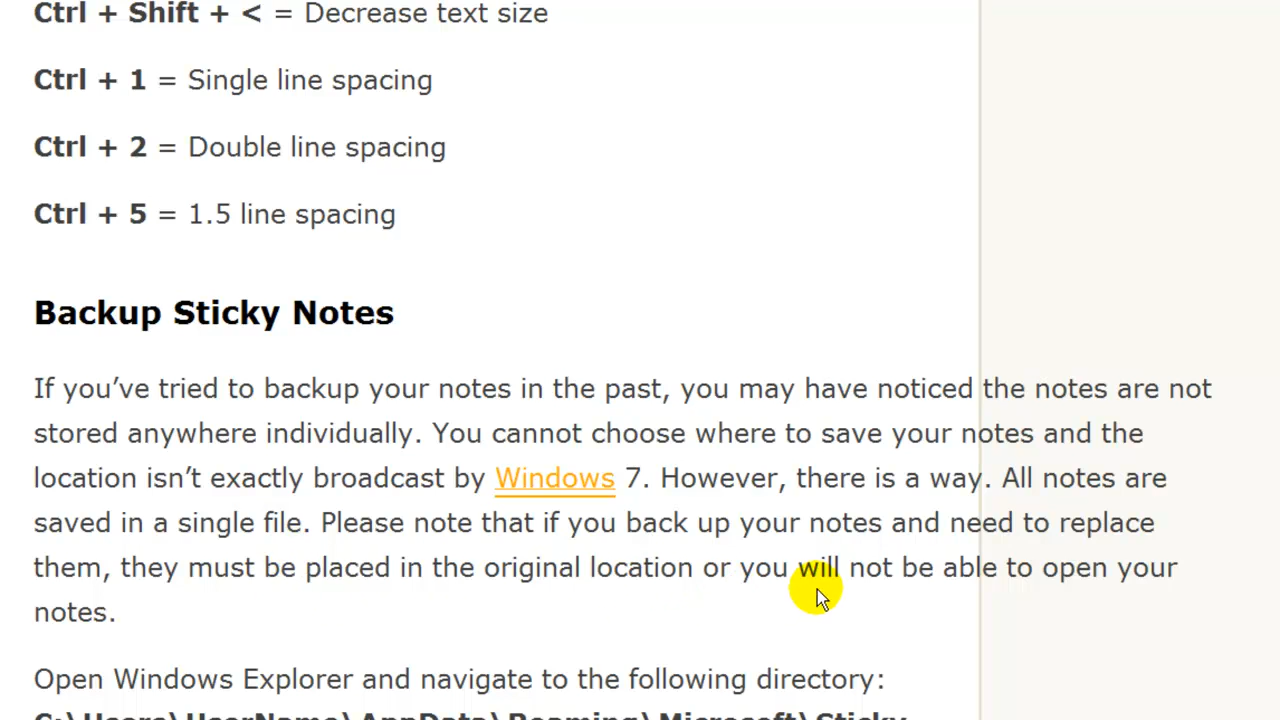 Ctrl + Shift + < = Decrease text size
Ctrl + 1 = Single line spacing
Ctrl + 2 = Double line spacing
Ctrl + 5 = 1.5 line spacing
Backup Sticky Notes
If you’ve tried to backup your notes in the past, you may have noticed the notes are not
stored anywhere individually. You cannot choose where to save your notes and the
location isn’t exactly broadcast by Windows 7. However, there is a way. All notes are
saved in a single file. Please note that if you back up your notes and need to replace
them, they must be placed in the original location or you will not be able to open your
notes.
Open Windows Explorer and navigate to the following directory:
C:\Users\UserName\AppData\Roaming\Microsoft\Sticky